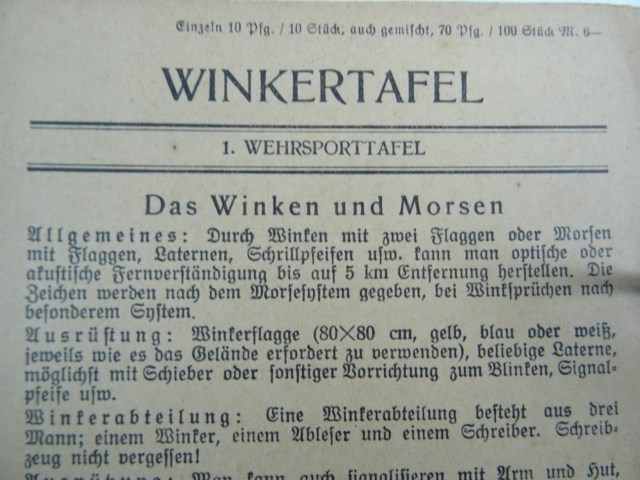 Einzeln 10 Pfg. / 10 Stück, auch gemischt, 70 Pfg. / 100 Stück M. 6—
WINKERTAFEL
1. WEHRSPORTTAFEL
Das Winken und Morsen
Allgemeines: Durch Winken mit zwei Flaggen oder Morsen
mit Flaggen, Laternen, Schrillpfeifen usw. kann man optische oder
akustische Fernverständigung bis auf 5 km Entfernung herstellen. Die
Zeichen werden nach dem Morsesystem gegeben, bei Winksprüchen nach
besonderem System.
Ausrüstung: Winkerflagge (80×80 cm, gelb, blau oder weiß,
jeweils wie es das Gelände erfordert zu verwenden), beliebige Laterne,
möglichst mit Schieber oder sonstiger Vorrichtung zum Blinken, Signal-
pfeife usw.
Winkerabteilung: Eine Winkerabteilung besteht aus drei
Mann; einem Winker, einem Ableser und einem Schreiber. Schreib-
zeug nicht vergessen!
Ausrüstung: Man kann auch signalisieren mit Arm und Hut,